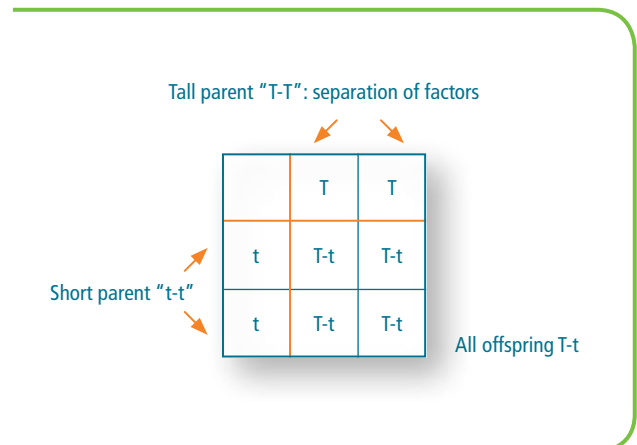 Tall parent “T-T”: separation of factors
T T
t T-t T-t
Short parent “t-t”
t T-t T-t
All offspring T-t